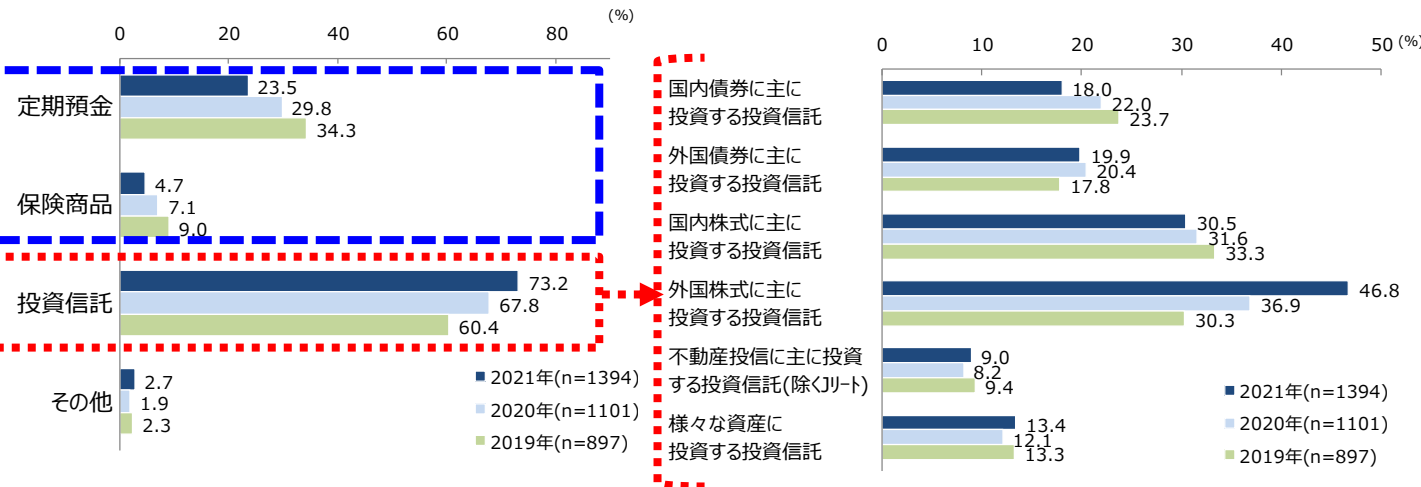 (%)
0 20 40 60 80
定期預金
23.5
29.8
34.3
保険商品
4.7
7.1
9.0
投資信託
73.2
67.8
60.4
その他
2.7
1.9
2.3
2021年(n=1394)
2020年(n=1101)
2019年(n=897)
0 10 20 30 40 50 (%)
国内債券に主に
投資する投資信託
18.0
22.0
23.7
外国債券に主に
投資する投資信託
19.9
20.4
17.8
国内株式に主に
投資する投資信託
30.5
31.6
33.3
外国株式に主に
投資する投資信託
46.8
36.9
30.3
不動産投信に主に投資
する投資信託(除くJリート)
9.0
8.2
9.4
様々な資産に
投資する投資信託
13.4
12.1
13.3
2021年(n=1394)
2020年(n=1101)
2019年(n=897)